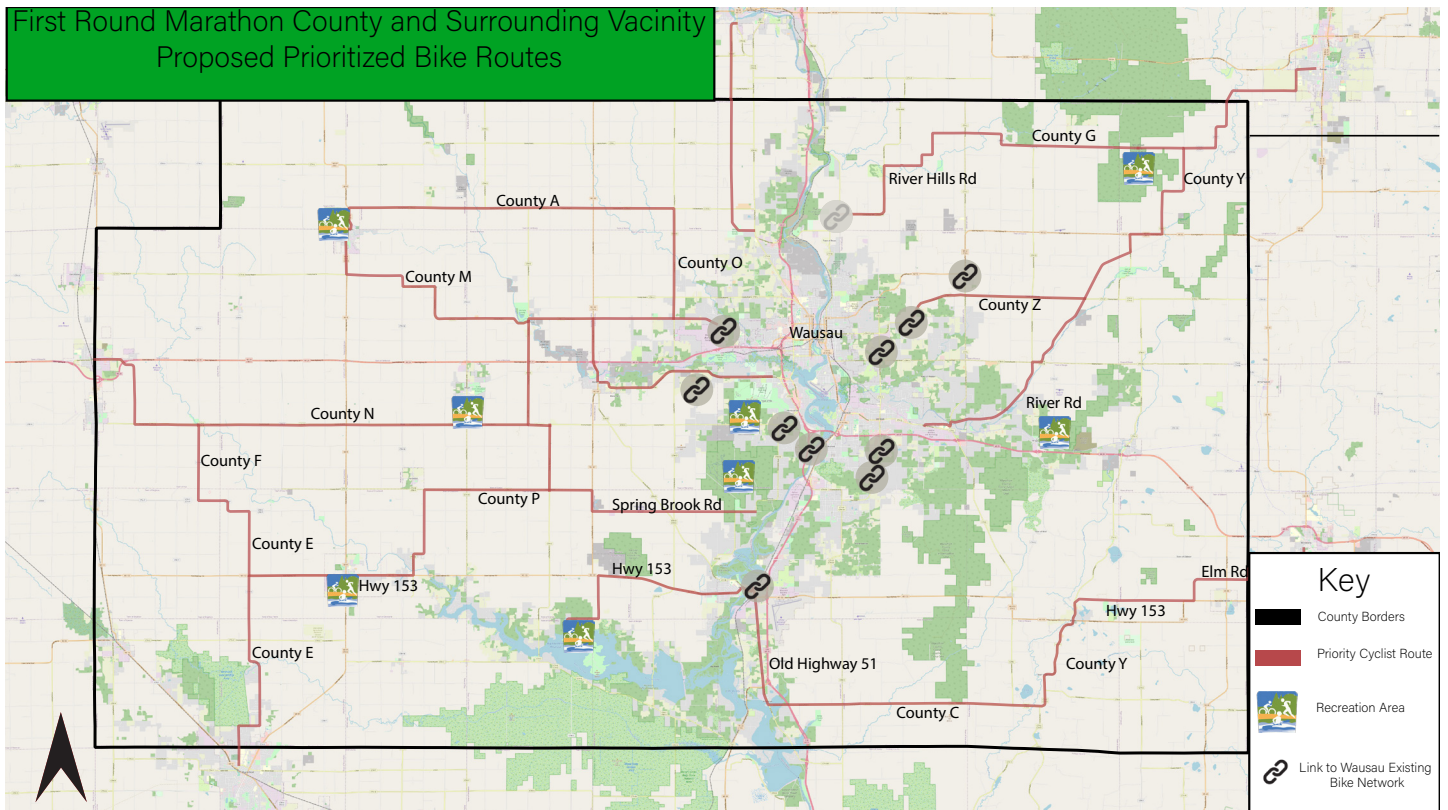 First Round Marathon County and Surrounding Vacinity
Proposed Prioritized Bike Routes
County G
River Hills Rd
County Y
County A
County O
County M
County Z
Wausau
River Rd
County N
County F
County P
Spring Brook Rd
County E
Hwy 153
Hwy 153
Elm Rd
Hwy 153
County E
Old Highway 51
County Y
County C
Key
County Borders
Priority Cyclist Route
Recreation Area
Link to Wausau Existing
Bike Network